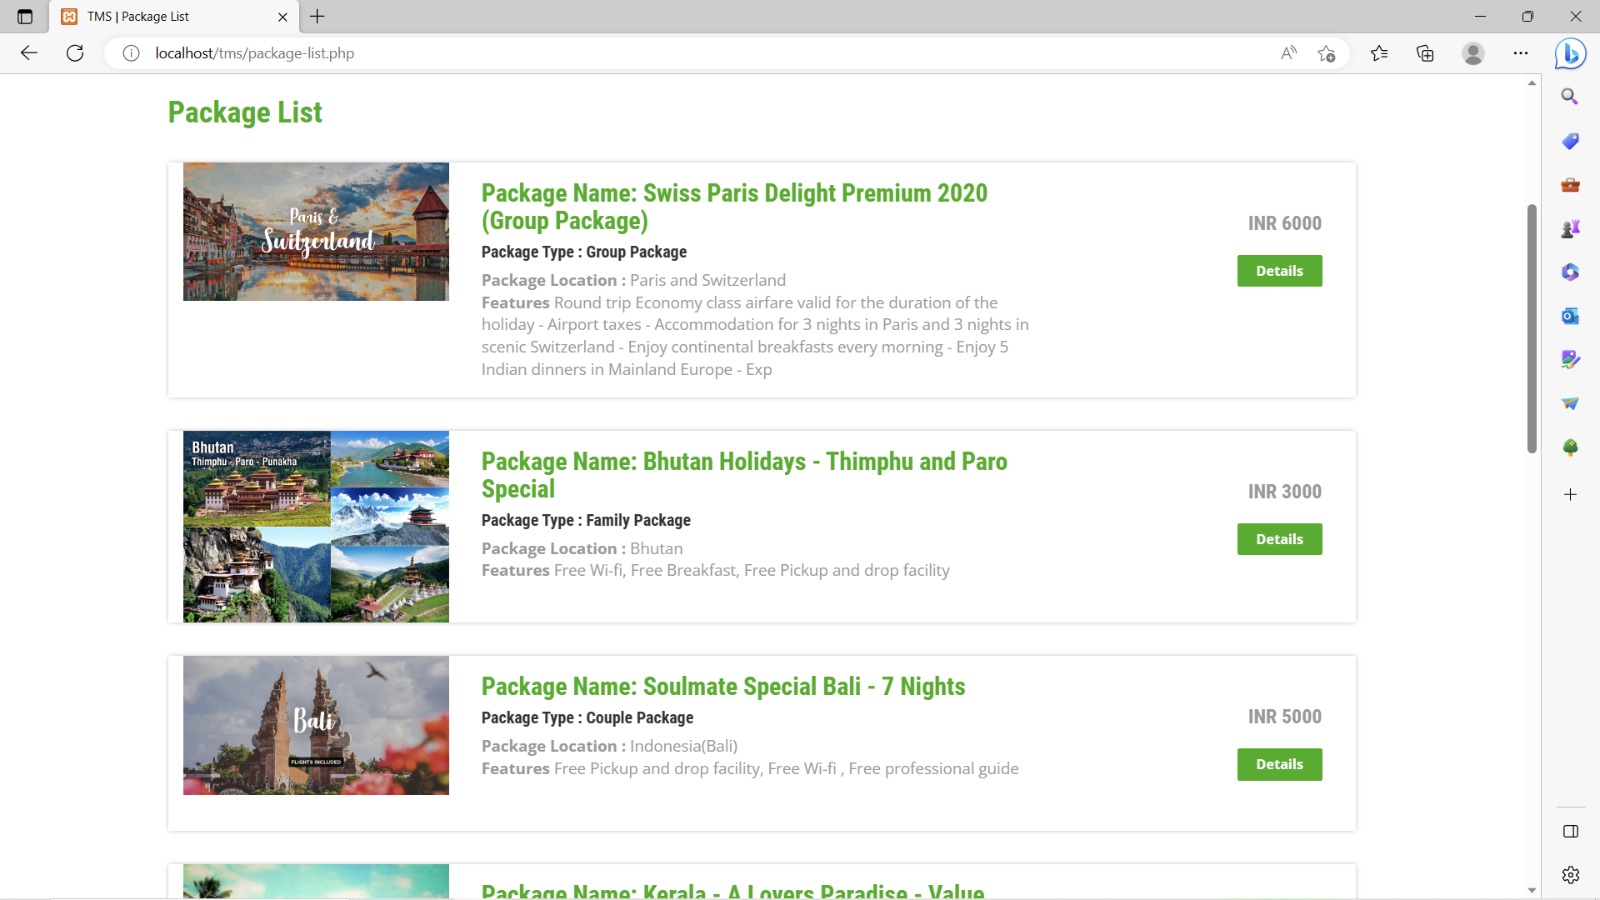 TMS | Package List
localhost/tms/package-list.php
Package List
Paris &
Switzerland
Package Name: Swiss Paris Delight Premium 2020
(Group Package)
Package Type : Group Package
Package Location : Paris and Switzerland
Features Round trip Economy class airfare valid for the duration of the
holiday - Airport taxes - Accommodation for 3 nights in Paris and 3 nights in
scenic Switzerland - Enjoy continental breakfasts every morning - Enjoy 5
Indian dinners in Mainland Europe - Exp
INR 6000
Details
Bhutan
Thimphu - Paro - Punakha
Package Name: Bhutan Holidays - Thimphu and Paro
Special
Package Type : Family Package
Package Location : Bhutan
Features Free Wi-fi, Free Breakfast, Free Pickup and drop facility
INR 3000
Details
Bali
FLIGHTS INCLUDED
Package Name: Soulmate Special Bali - 7 Nights
Package Type : Couple Package
Package Location : Indonesia(Bali)
Features Free Pickup and drop facility, Free Wi-fi , Free professional guide
INR 5000
Details
Package Name: Kerala - A Lovers Paradise - Value